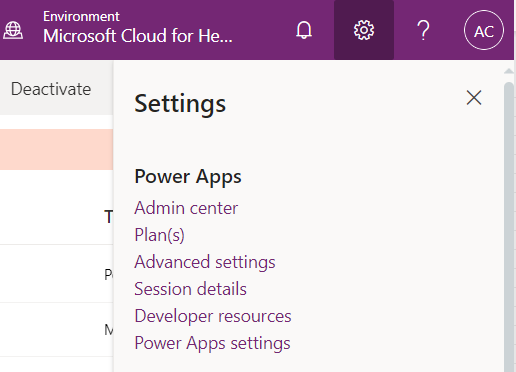 Environment
Microsoft Cloud for He...
?
AC
Deactivate
Settings
Power Apps
Admin center
Plan(s)
Advanced settings
Session details
Developer resources
Power Apps settings